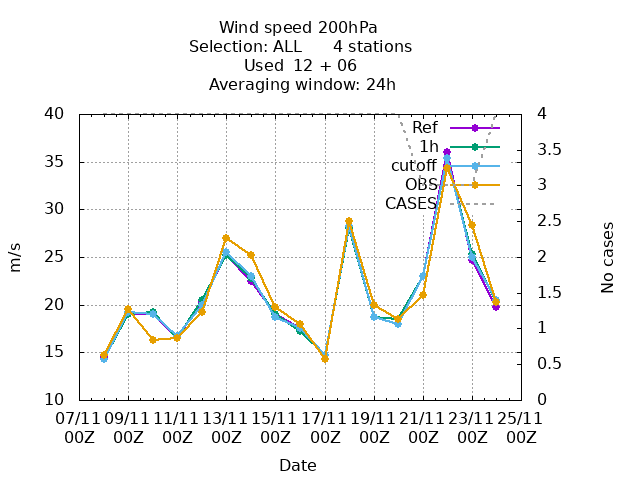 Wind speed 200hPa
Selection: ALL 4 stations
Used 12 + 06
Averaging window: 24h
40 4
Ref
1h
cutoff
OBS
CASES
35 3.5
30 3
25 2.5
20 2
15 1.5
10 1
0.5
0
m/s
No cases
07/11 09/11 11/11 13/11 15/11 17/11 19/11 21/11 23/11 25/11
00Z 00Z 00Z 00Z 00Z 00Z 00Z 00Z 00Z 00Z
Date